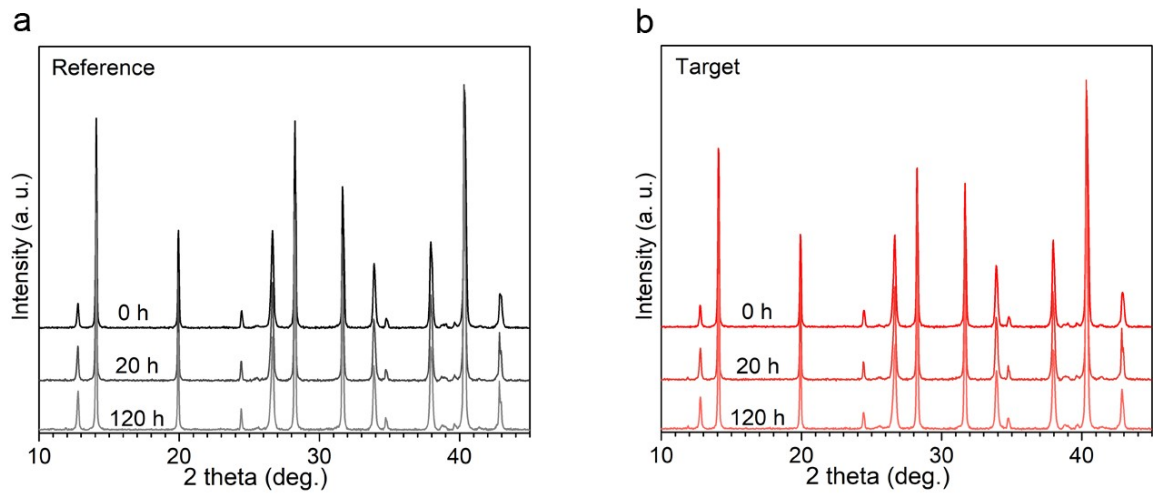 a
Reference
0 h
20 h
120 h
10 20 30 40
2 theta (deg.)
Intensity (a. u.)
b
Target
0 h
20 h
120 h
10 20 30 40
2 theta (deg.)
Intensity (a. u.)